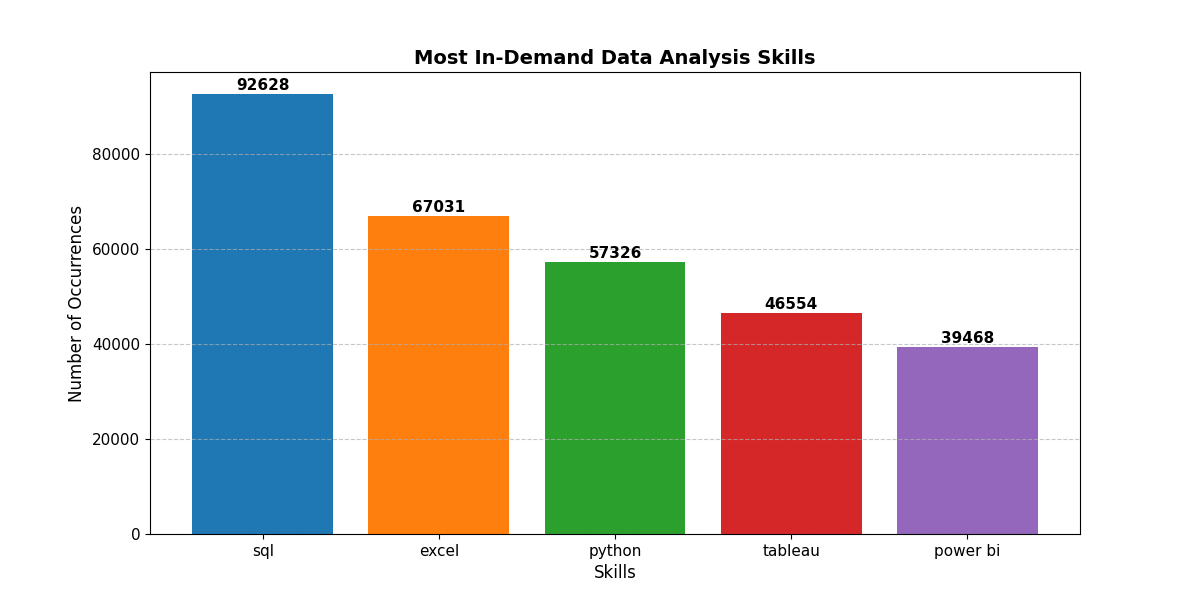 Most In-Demand Data Analysis Skills
92628
67031
57326
46554
39468
80000
60000
40000
20000
0
Number of Occurrences
sql
excel
python
tableau
power bi
Skills